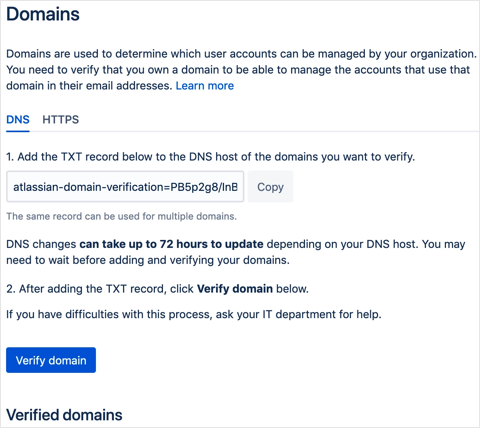 Domains
Domains are used to determine which user accounts can be managed by your organization.
You need to verify that you own a domain to be able to manage the accounts that use that
domain in their email addresses. Learn more
DNS HTTPS
1. Add the TXT record below to the DNS host of the domains you want to verify.
atlassian-domain-verification=PB5p2g8/InB Copy
The same record can be used for multiple domains.
DNS changes can take up to 72 hours to update depending on your DNS host. You may
need to wait before adding and verifying your domains.
2. After adding the TXT record, click Verify domain below.
If you have difficulties with this process, ask your IT department for help.
Verify domain
Verified domains